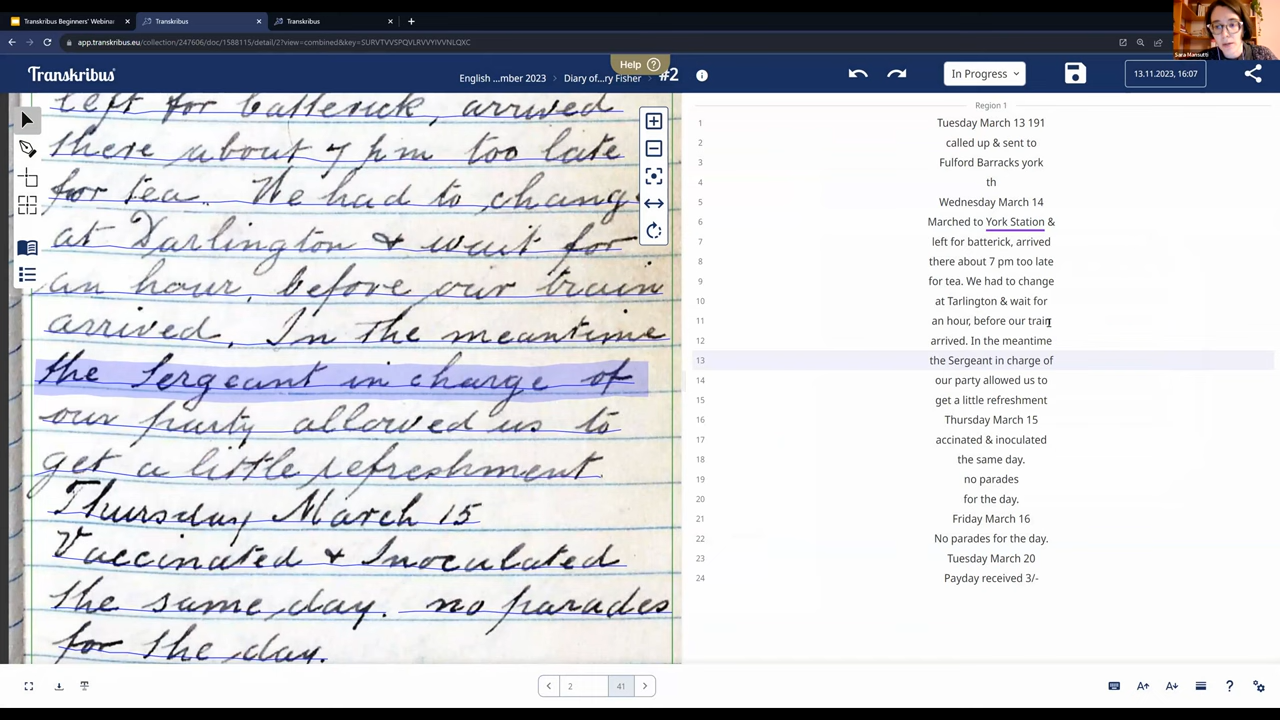 Transkribus Beginners' Webina
Transkribus
Transkribus
app.transkribus.eu/collection/247606/doc/1588115/detail/2?view=combined&key=SURVTVVSPQVLRVVYIVVNLQXC
Sara Mansutti
Transkribus
English ...mber 2023
Diary of...ry Fisher
#2
Help
In Progress
13.11.2023, 16:07
left for batterick, arrived
there about 7 pm too late
for tea. We had to chang
at Darlington & wait for
an hour, before our train
arrived. In the meantime
the Sergeant in charge of
our party allowed us to
get a little refreshment
Thursday March 15
Vaccinated & Inoculated
the same day. no parades
for the day.
Region 1
1 Tuesday March 13 191
2 called up & sent to
3 Fulford Barracks york
4 th
5 Wednesday March 14
6 Marched to York Station &
7 left for batterick, arrived
8 there about 7 pm too late
9 for tea. We had to change
10 at Tarlington & wait for
11 an hour, before our train
12 arrived. In the meantime
13 the Sergeant in charge of
14 our party allowed us to
15 get a little refreshment
16 Thursday March 15
17 accinated & inoculated
18 the same day.
19 no parades
20 for the day.
21 Friday March 16
22 No parades for the day.
23 Tuesday March 20
24 Payday received 3/-
2
41